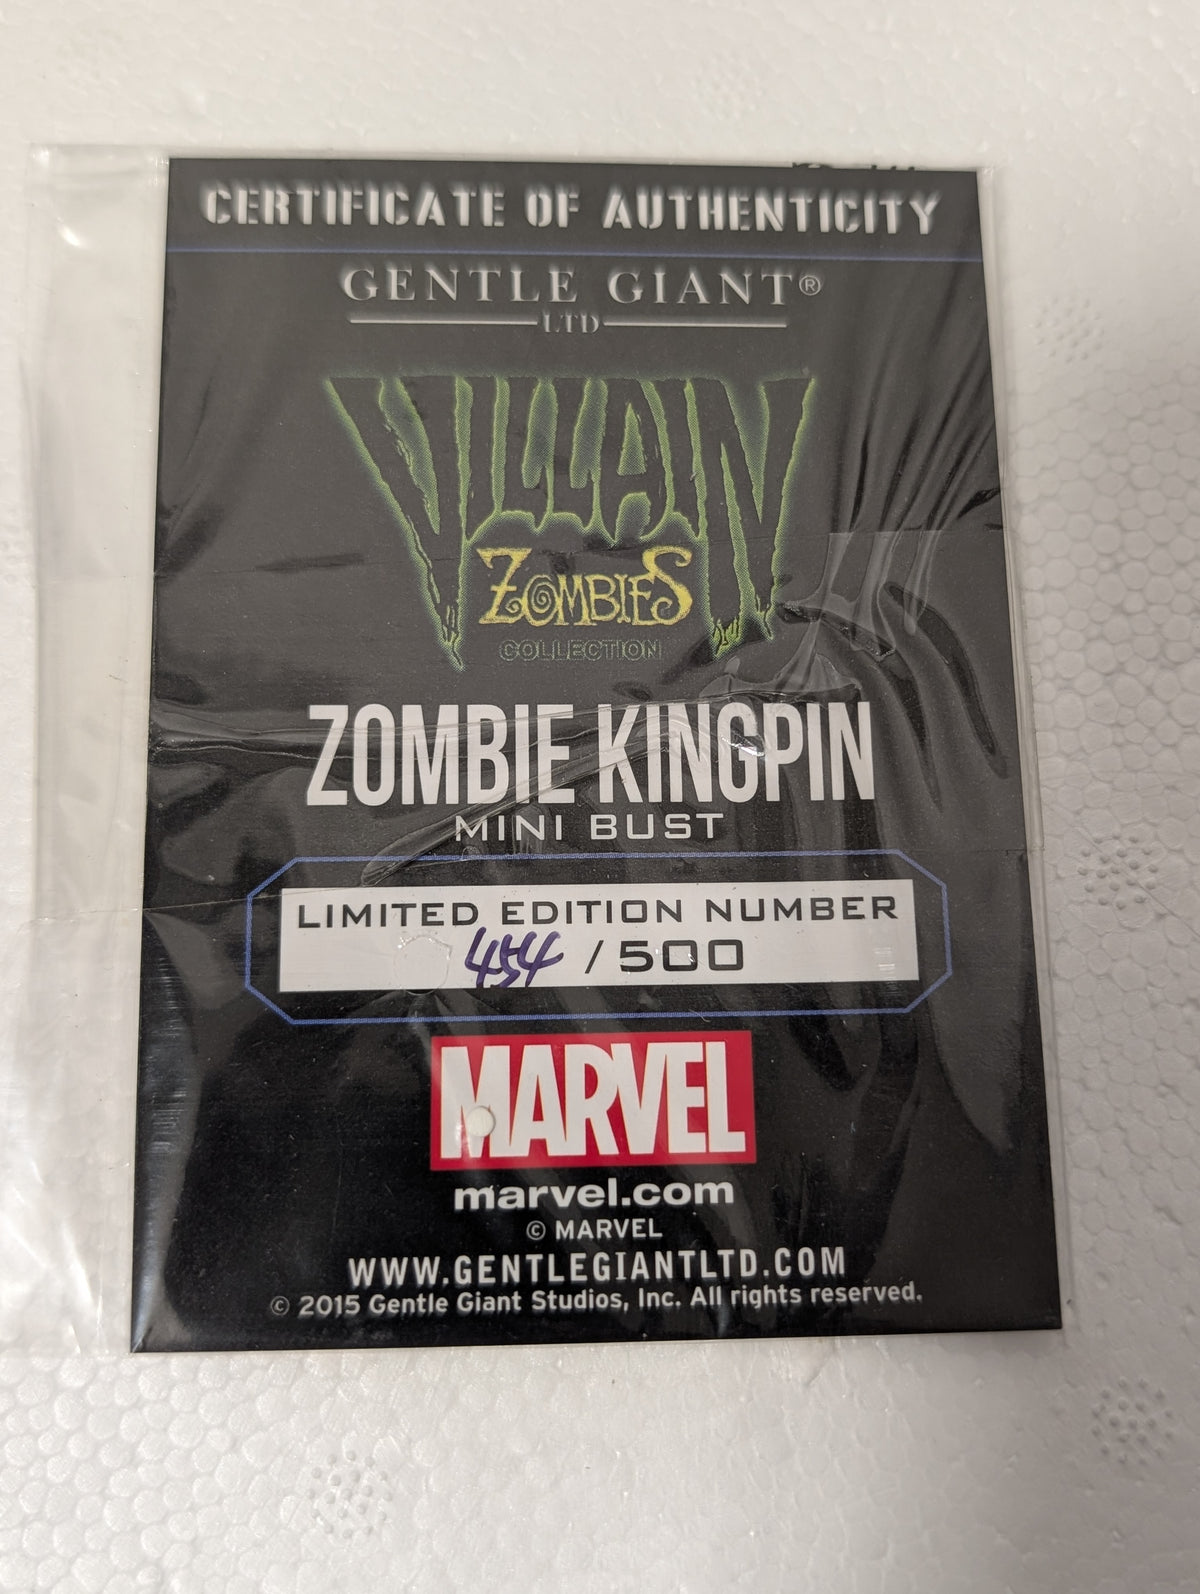 CERTIFICATE OF AUTHENTICITY
GENTLE GIANT®
LTD
VILLAIN
ZOMBIES
COLLECTION
ZOMBIE KINGPIN
MINI BUST
LIMITED EDITION NUMBER
454 / 500
MARVEL
marvel.com
© MARVEL
WWW.GENTLEGIANTLTD.COM
© 2015 Gentle Giant Studios, Inc. All rights reserved.